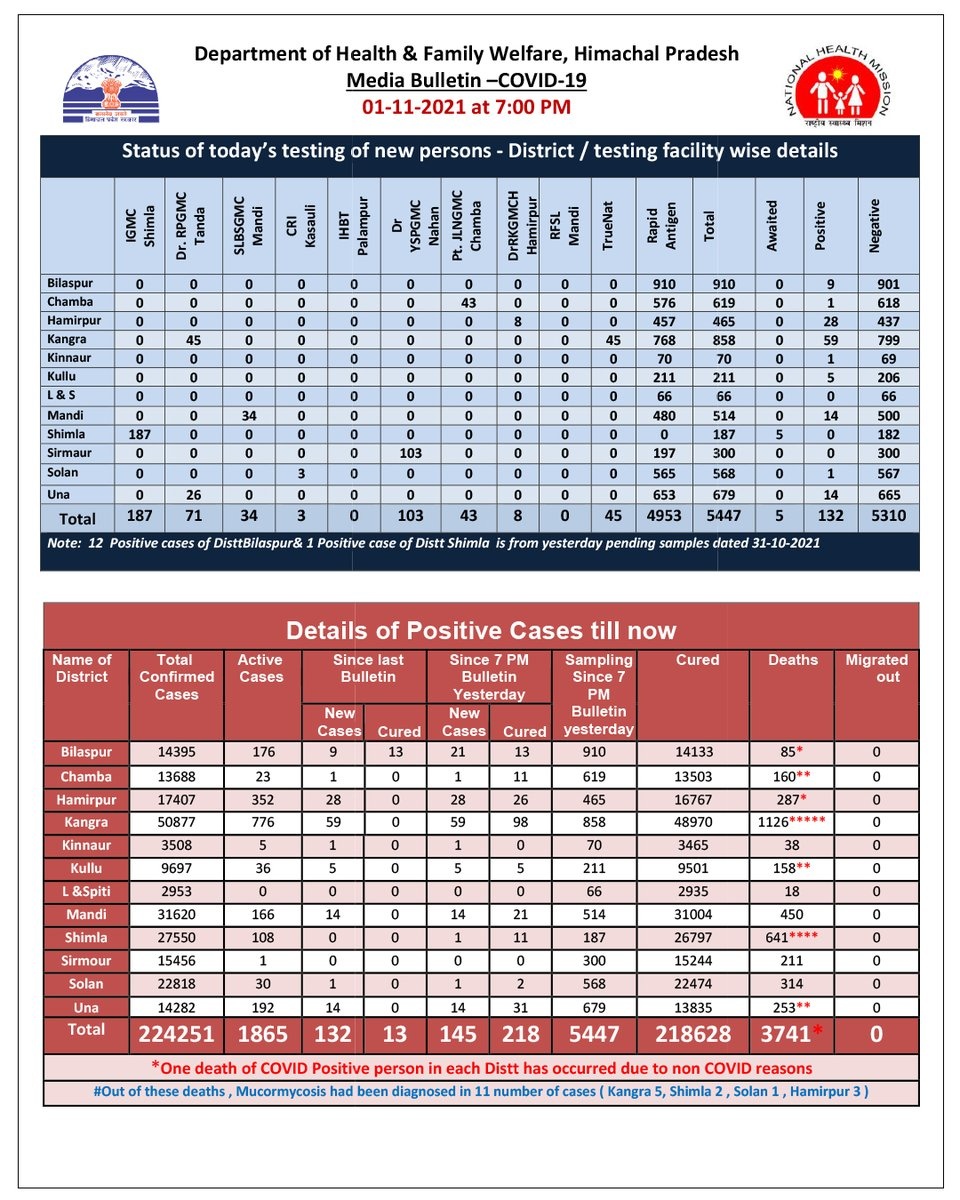 Department of Health & Family Welfare, Himachal Pradesh
Media Bulletin –COVID-19
01-11-2021 at 7:00 PM
NATIONAL HEALTH MISSION
राष्ट्रीय स्वास्थ्य मिशन
हिमाचल प्रदेश सरकार
Status of today's testing of new persons - District / testing facility wise details
IGMC Shimla Dr. RPGMC Tanda SLBSGMC Mandi CRI Kasauli IHBT Palampur Dr YSPGMC Nahan Pt. JLNGMC Chamba DrRKGMCH Hamirpur RFSL Mandi TrueNat Rapid Antigen Total Awaited Positive Negative
Bilaspur 0 0 0 0 0 0 0 0 0 0 910 910 0 9 901
Chamba 0 0 0 0 0 0 43 0 0 0 576 619 0 1 618
Hamirpur 0 0 0 0 0 0 0 8 0 0 457 465 0 28 437
Kangra 0 45 0 0 0 0 0 0 0 45 768 858 0 59 799
Kinnaur 0 0 0 0 0 0 0 0 0 0 70 70 0 1 69
Kullu 0 0 0 0 0 0 0 0 0 0 211 211 0 5 206
L & S 0 0 0 0 0 0 0 0 0 0 66 66 0 0 66
Mandi 0 0 34 0 0 0 0 0 0 0 480 514 0 14 500
Shimla 187 0 0 0 0 0 0 0 0 0 0 187 5 0 182
Sirmaur 0 0 0 0 0 103 0 0 0 0 197 300 0 0 300
Solan 0 0 0 3 0 0 0 0 0 0 565 568 0 1 567
Una 0 26 0 0 0 0 0 0 0 0 653 679 0 14 665
Total 187 71 34 3 0 103 43 8 0 45 4953 5447 5 132 5310
Note: 12 Positive cases of DisttBilaspur& 1 Positive case of Distt Shimla is from yesterday pending samples dated 31-10-2021
Details of Positive Cases till now
Name of District Total Confirmed Cases Active Cases Since last Bulletin Since 7 PM Bulletin Yesterday Sampling Since 7 PM Bulletin yesterday Cured Deaths Migrated out
New Cases Cured New Cases Cured
Bilaspur 14395 176 9 13 21 13 910 14133 85* 0
Chamba 13688 23 1 0 1 11 619 13503 160** 0
Hamirpur 17407 352 28 0 28 26 465 16767 287* 0
Kangra 50877 776 59 0 59 98 858 48970 1126***** 0
Kinnaur 3508 5 1 0 1 0 70 3465 38 0
Kullu 9697 36 5 0 5 5 211 9501 158** 0
L &Spiti 2953 0 0 0 0 0 66 2935 18 0
Mandi 31620 166 14 0 14 21 514 31004 450 0
Shimla 27550 108 0 0 1 11 187 26797 641**** 0
Sirmour 15456 1 0 0 0 0 300 15244 211 0
Solan 22818 30 1 0 1 2 568 22474 314 0
Una 14282 192 14 0 14 31 679 13835 253** 0
Total 224251 1865 132 13 145 218 5447 218628 3741* 0
*One death of COVID Positive person in each Distt has occurred due to non COVID reasons
#Out of these deaths , Mucormycosis had been diagnosed in 11 number of cases ( Kangra 5, Shimla 2 , Solan 1 , Hamirpur 3 )